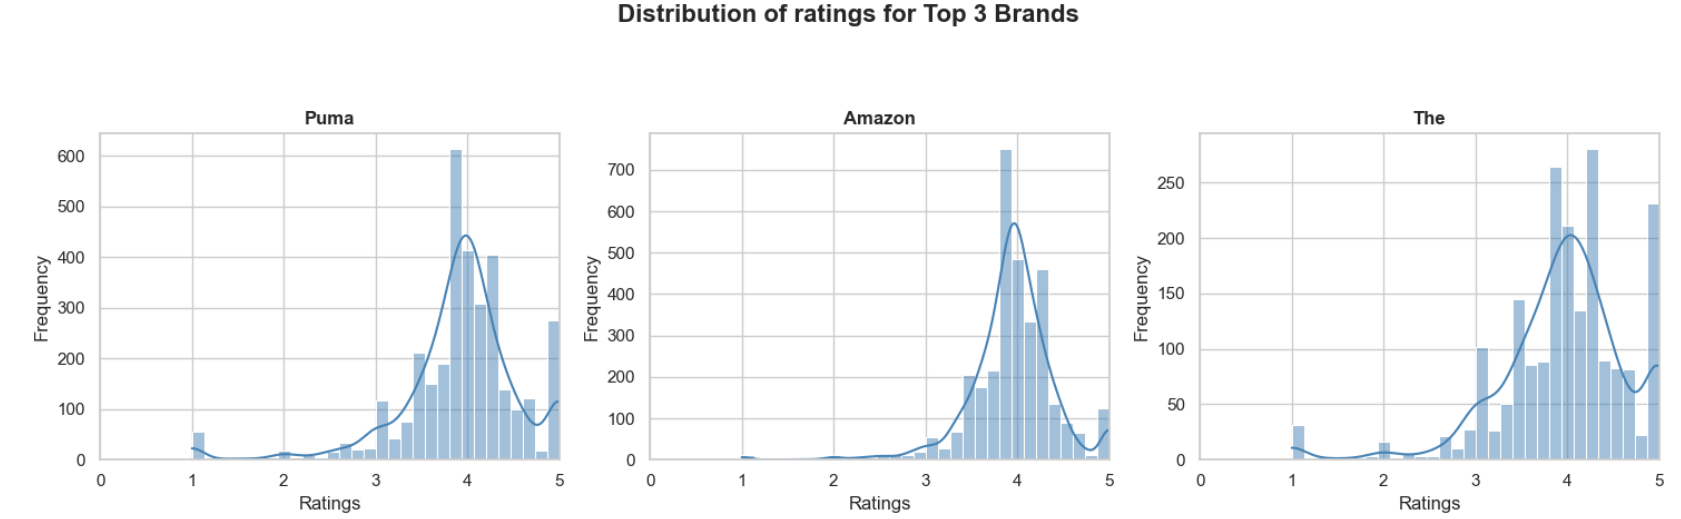 Distribution of ratings for Top 3 Brands
Puma
Frequency
600
500
400
300
200
100
0
0 1 2 3 4 5
Ratings
Amazon
Frequency
700
600
500
400
300
200
100
0
0 1 2 3 4 5
Ratings
The
Frequency
250
200
150
100
50
0
0 1 2 3 4 5
Ratings